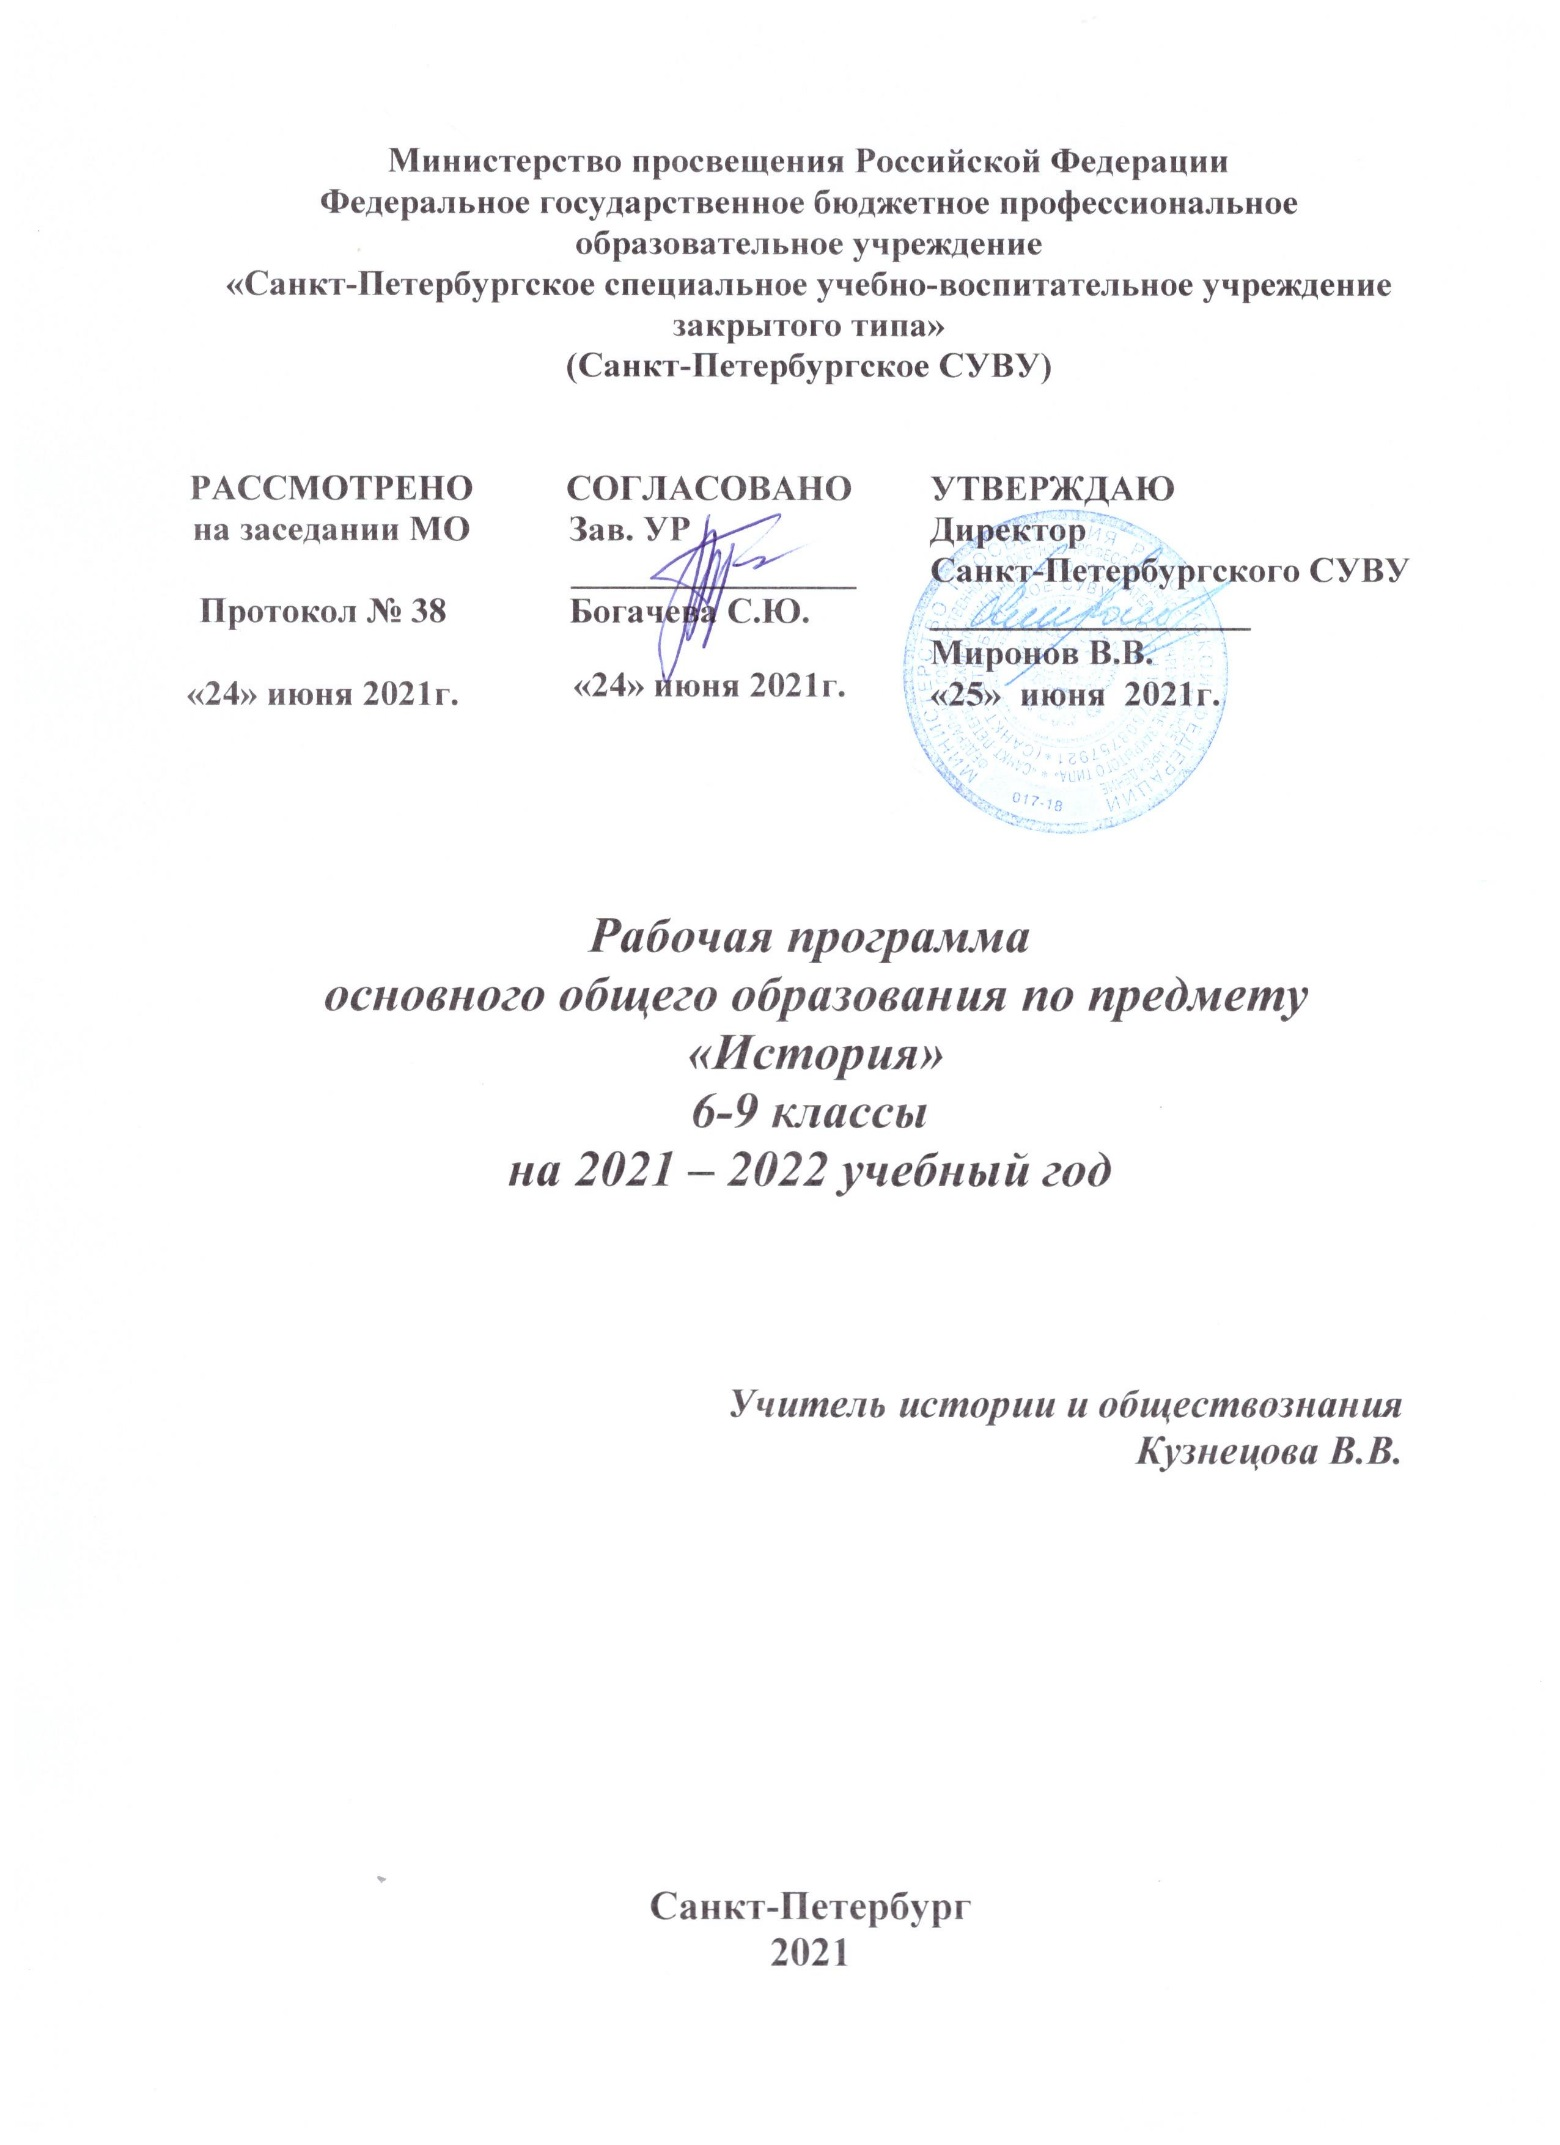 Министерство просвещения Российской Федерации
Федеральное государственное бюджетное профессиональное
образовательное учреждение
«Санкт-Петербургское специальное учебно-воспитательное учреждение
закрытого типа»
(Санкт-Петербургское СУВУ)
РАССМОТРЕНО
на заседании МО
Протокол № 38
«24» июня 2021г.
СОГЛАСОВАНО
Зав. УР
Богачева С.Ю.
«24» июня 2021г.
УТВЕРЖДАЮ
Директор
Санкт-Петербургского СУВУ
Миронов В.В.
«25» июня 2021г.
017-18
Рабочая программа
основного общего образования по предмету
«История»
6-9 классы
на 2021 – 2022 учебный год
Учитель истории и обществознания
Кузнецова В.В.
Санкт-Петербург
2021